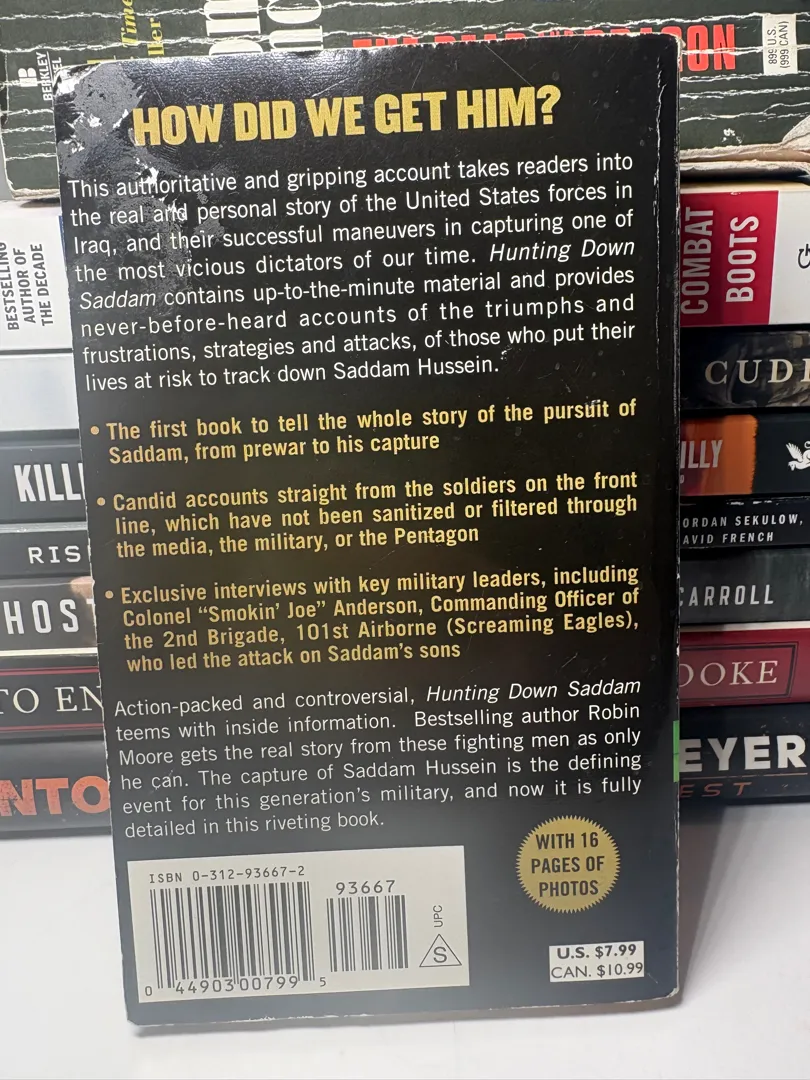 BERKLEY
899 U.S.
(999 CAN)
BESTSELLING
AUTHOR OF
THE DECADE
COMBAT
BOOTS
KILL
RIS
HOST
TO EN
NTO
CUD
ILLY
ORDAN SEKULOW,
AVID FRENCH
CARROLL
OOKE
EYER
EST
HOW DID WE GET HIM?
This authoritative and gripping account takes readers into
the real and personal story of the United States forces in
Iraq, and their successful maneuvers in capturing one of
the most vicious dictators of our time. Hunting Down
Saddam contains up-to-the-minute material and provides
never-before-heard accounts of the triumphs and
frustrations, strategies and attacks, of those who put their
lives at risk to track down Saddam Hussein.
• The first book to tell the whole story of the pursuit of
Saddam, from prewar to his capture
• Candid accounts straight from the soldiers on the front
line, which have not been sanitized or filtered through
the media, the military, or the Pentagon
• Exclusive interviews with key military leaders, including
Colonel “Smokin’ Joe” Anderson, Commanding Officer of
the 2nd Brigade, 101st Airborne (Screaming Eagles),
who led the attack on Saddam’s sons
Action-packed and controversial, Hunting Down Saddam
teems with inside information. Bestselling author Robin
Moore gets the real story from these fighting men as only
he can. The capture of Saddam Hussein is the defining
event for this generation’s military, and now it is fully
detailed in this riveting book.
WITH 16
PAGES OF
PHOTOS
ISBN 0-312-93667-2
93667
UPC
S
0 44903 00799 5
U.S. $7.99
CAN. $10.99